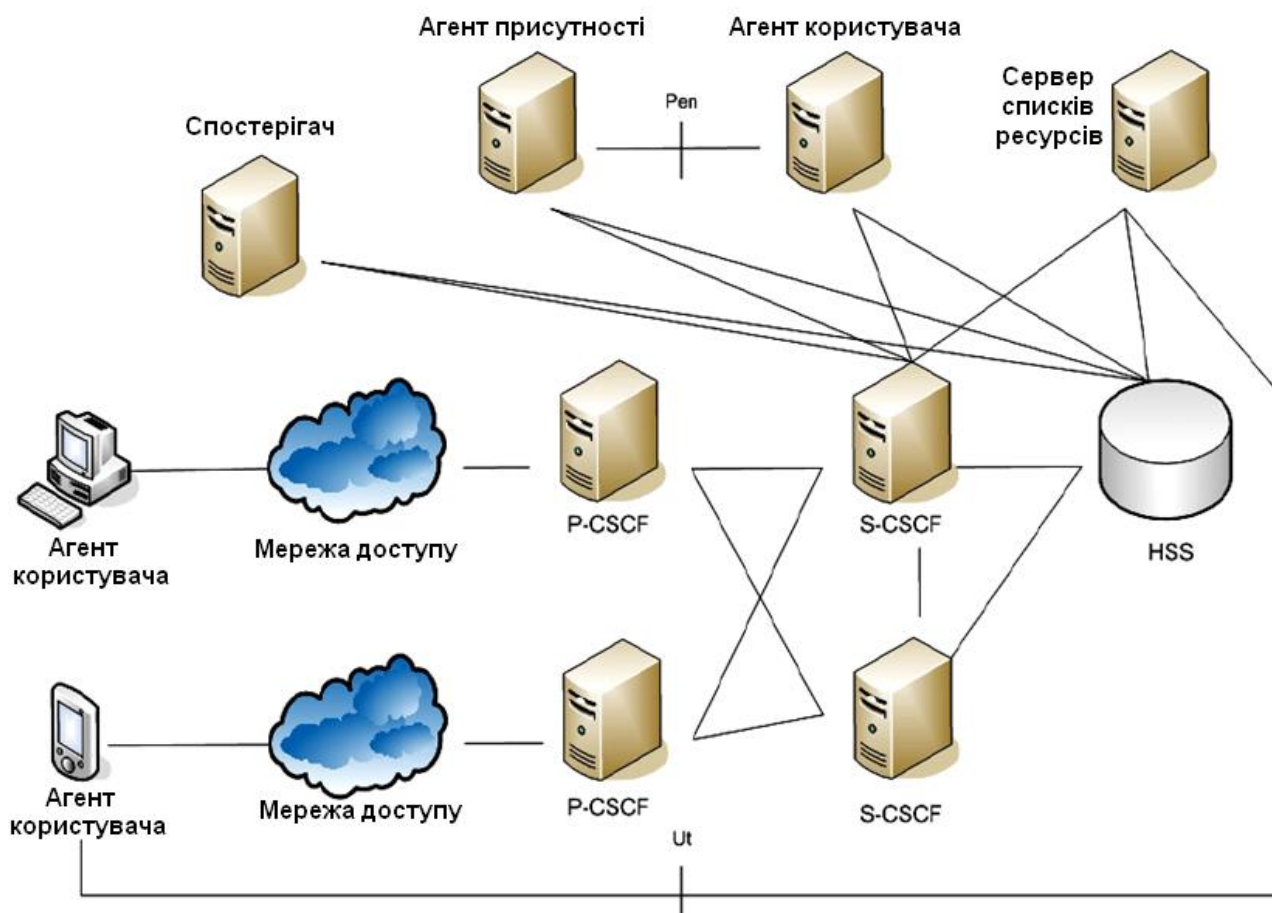 Агент присутності
Агент користувача
Сервер
списків
ресурсів
Pen
Спостерігач
P-CSCF
S-CSCF
HSS
Агент
користувача
Мережа доступу
P-CSCF
S-CSCF
Агент
користувача
Мережа доступу
Ut